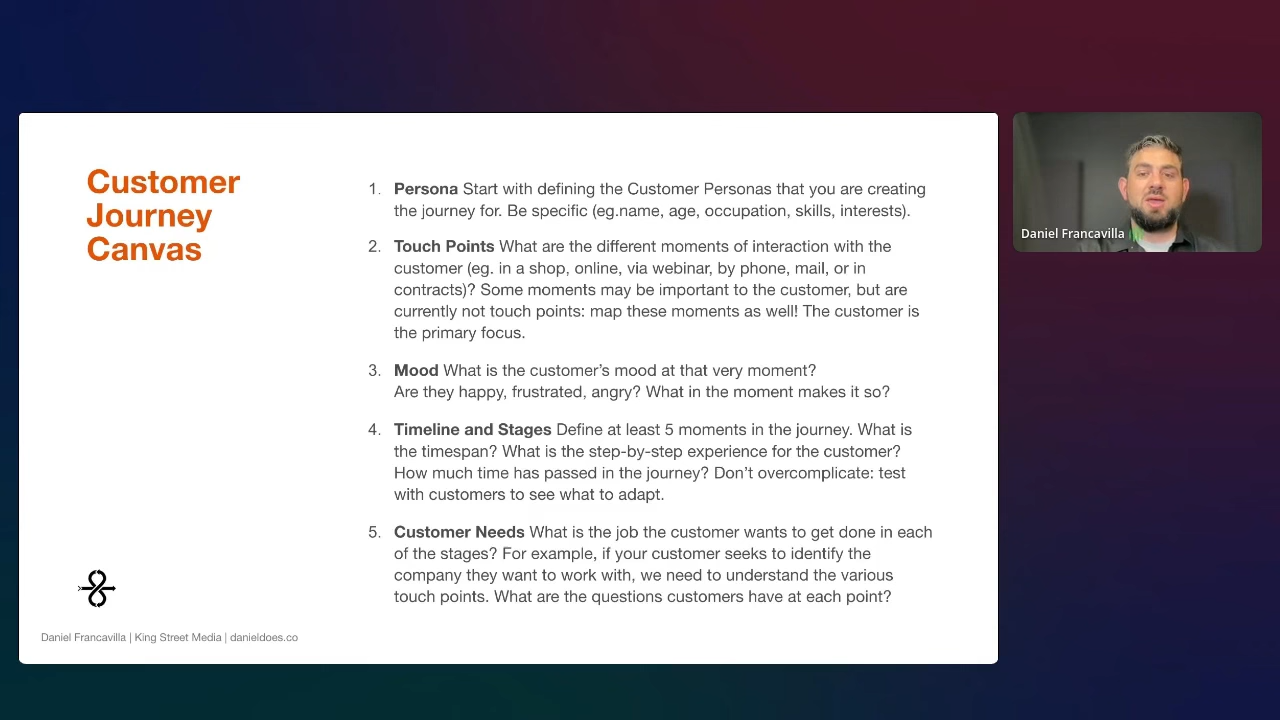 Customer
Journey
Canvas
1. Persona Start with defining the Customer Personas that you are creating
the journey for. Be specific (eg.name, age, occupation, skills, interests).
2. Touch Points What are the different moments of interaction with the
customer (eg. in a shop, online, via webinar, by phone, mail, or in
contracts)? Some moments may be important to the customer, but are
currently not touch points: map these moments as well! The customer is
the primary focus.
3. Mood What is the customer’s mood at that very moment?
Are they happy, frustrated, angry? What in the moment makes it so?
4. Timeline and Stages Define at least 5 moments in the journey. What is
the timespan? What is the step-by-step experience for the customer?
How much time has passed in the journey? Don’t overcomplicate: test
with customers to see what to adapt.
5. Customer Needs What is the job the customer wants to get done in each
of the stages? For example, if your customer seeks to identify the
company they want to work with, we need to understand the various
touch points. What are the questions customers have at each point?
Daniel Francavilla | King Street Media | danieldoes.co
Daniel Francavilla